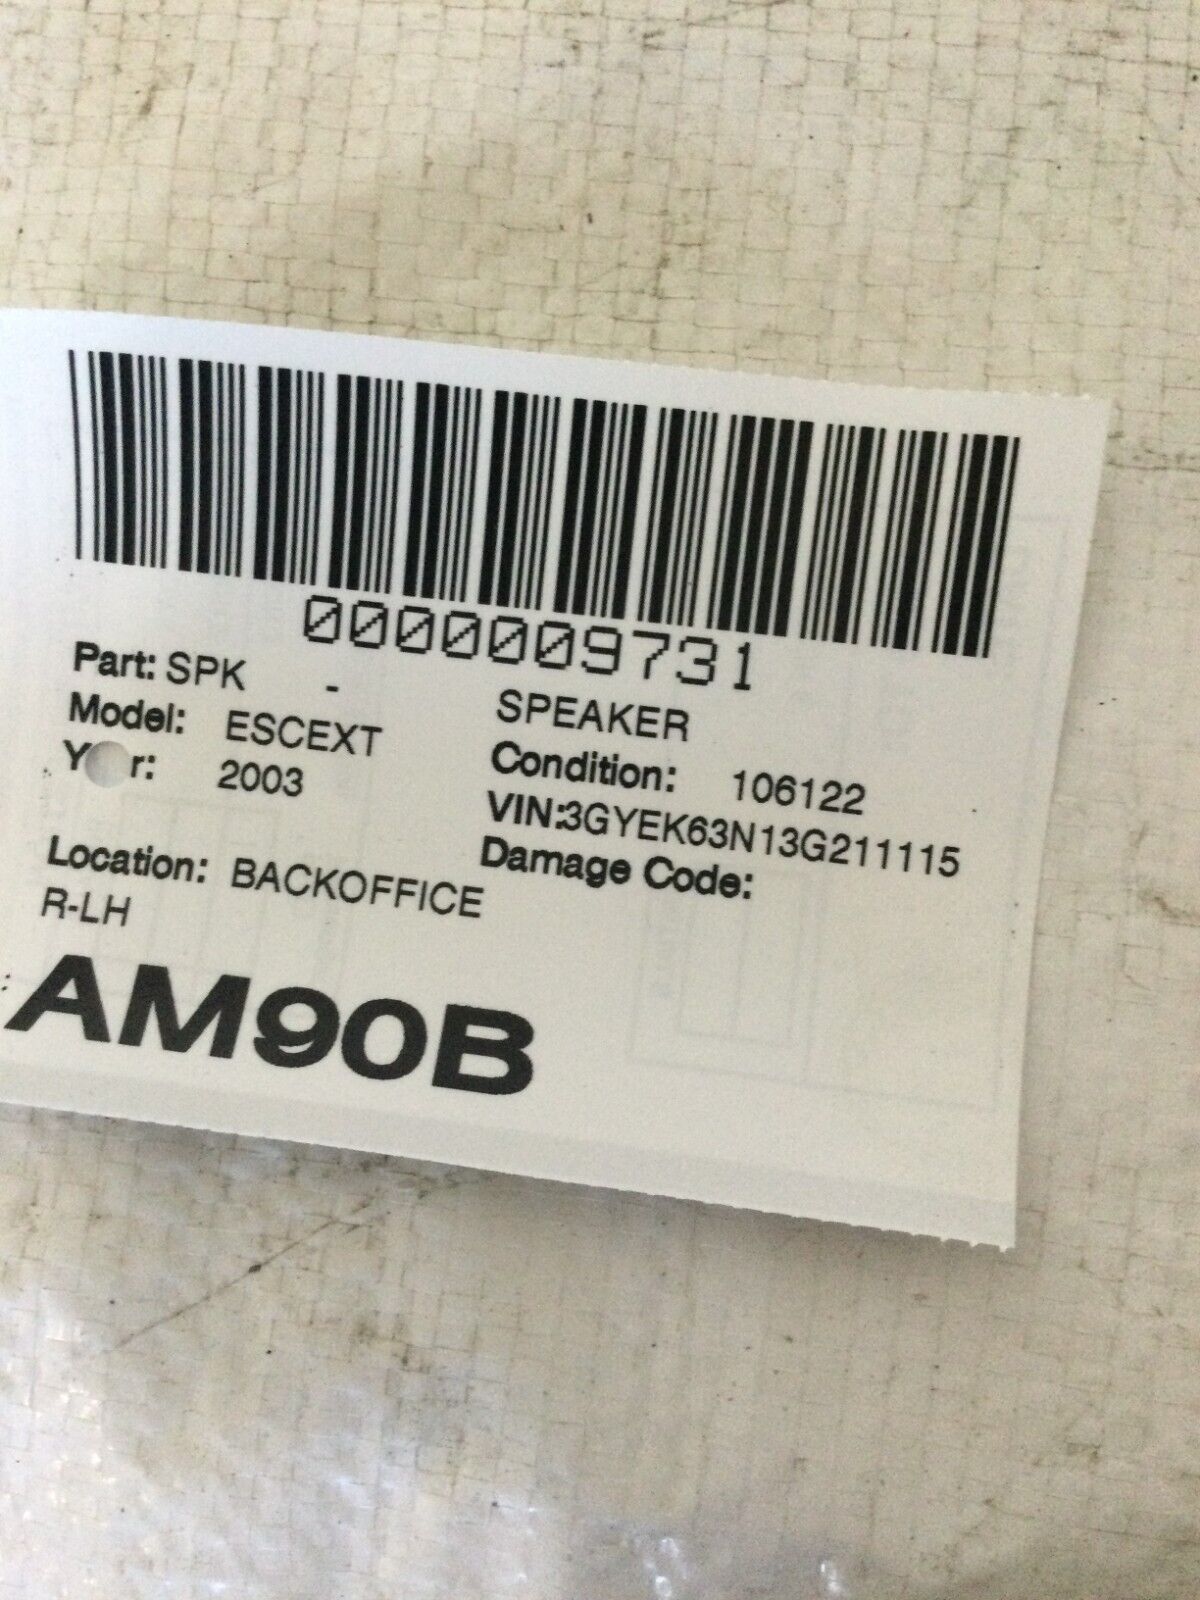 0000009731
Part: SPK - SPEAKER
Model: ESCEXT Condition: 106122
Y r: 2003 VIN:3GYEK63N13G211115
Damage Code:
Location: BACKOFFICE
R-LH
AM90B